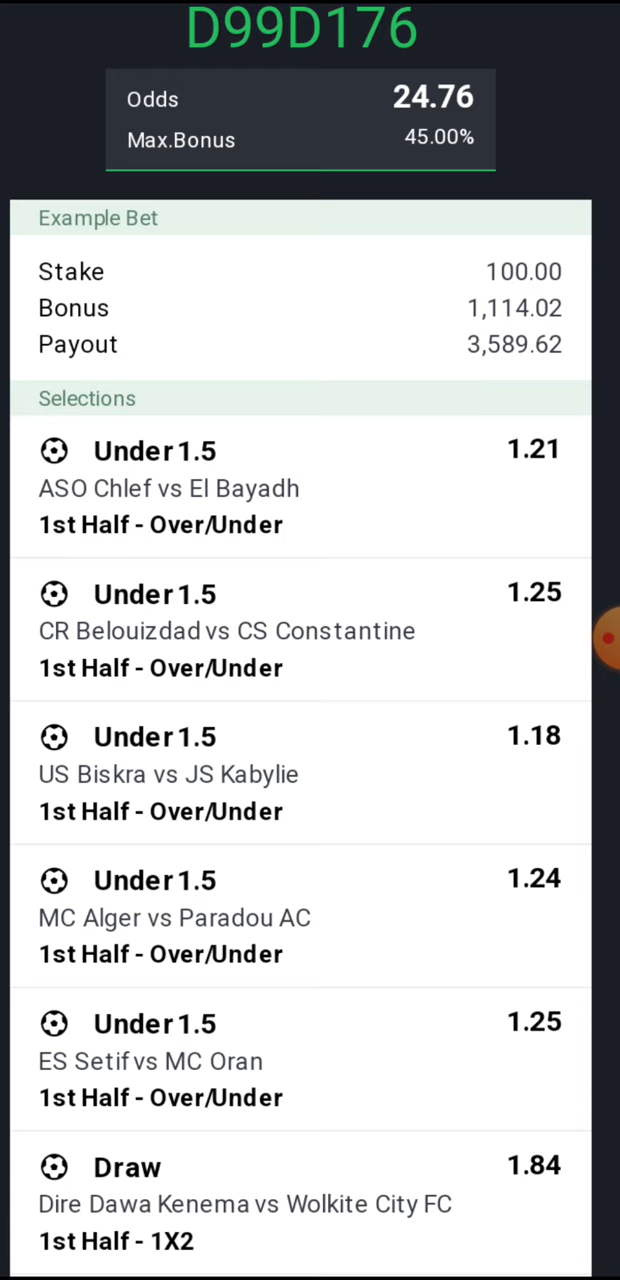 D99D176
Odds 24.76
Max.Bonus 45.00%
Example Bet
Stake 100.00
Bonus 1,114.02
Payout 3,589.62
Selections
Under 1.5 1.21
ASO Chlef vs El Bayadh
1st Half - Over/Under
Under 1.5 1.25
CR Belouizdad vs CS Constantine
1st Half - Over/Under
Under 1.5 1.18
US Biskra vs JS Kabylie
1st Half - Over/Under
Under 1.5 1.24
MC Alger vs Paradou AC
1st Half - Over/Under
Under 1.5 1.25
ES Setif vs MC Oran
1st Half - Over/Under
Draw 1.84
Dire Dawa Kenema vs Wolkite City FC
1st Half - 1X2